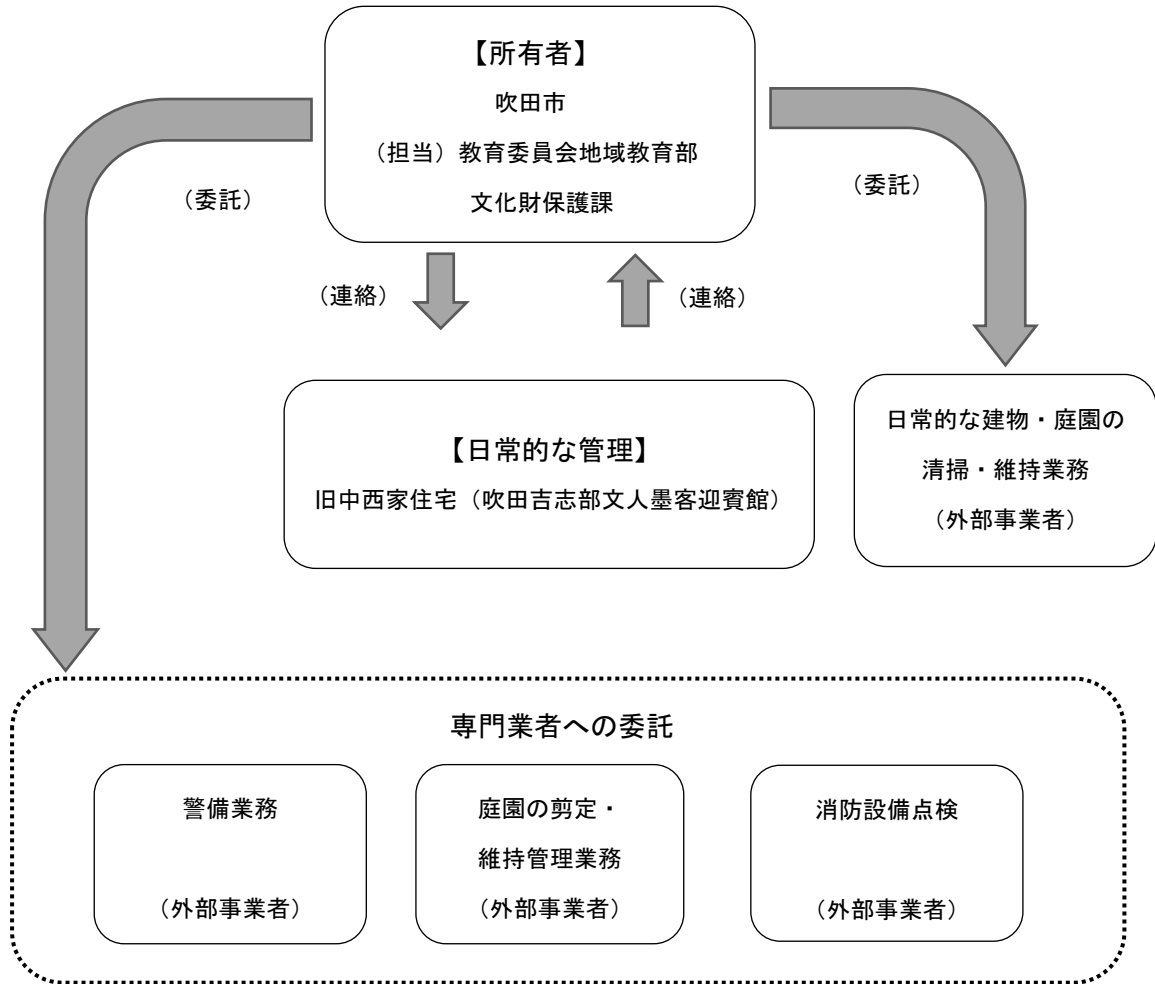 【所有者】
吹田市
（担当）教育委員会地域教育部
文化財保護課
（委託）
（委託）
（連絡）
（連絡）
【日常的な管理】
旧中西家住宅（吹田吉志部文人墨客迎賓館）
日常的な建物・庭園の
清掃・維持業務
（外部事業者）
専門業者への委託
警備業務
（外部事業者）
庭園の剪定・
維持管理業務
（外部事業者）
消防設備点検
（外部事業者）